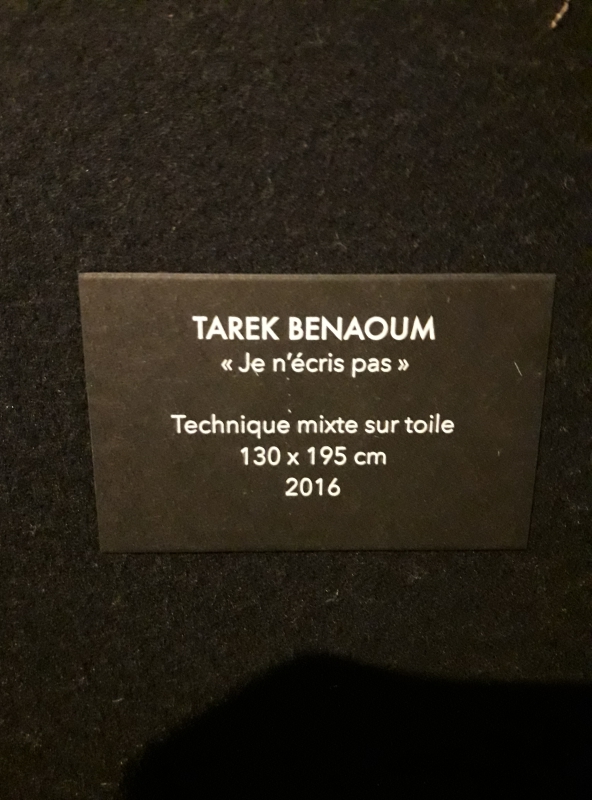 TAREK BENAOUM
« Je n'écris pas »
Technique mixte sur toile
130 x 195 cm
2016